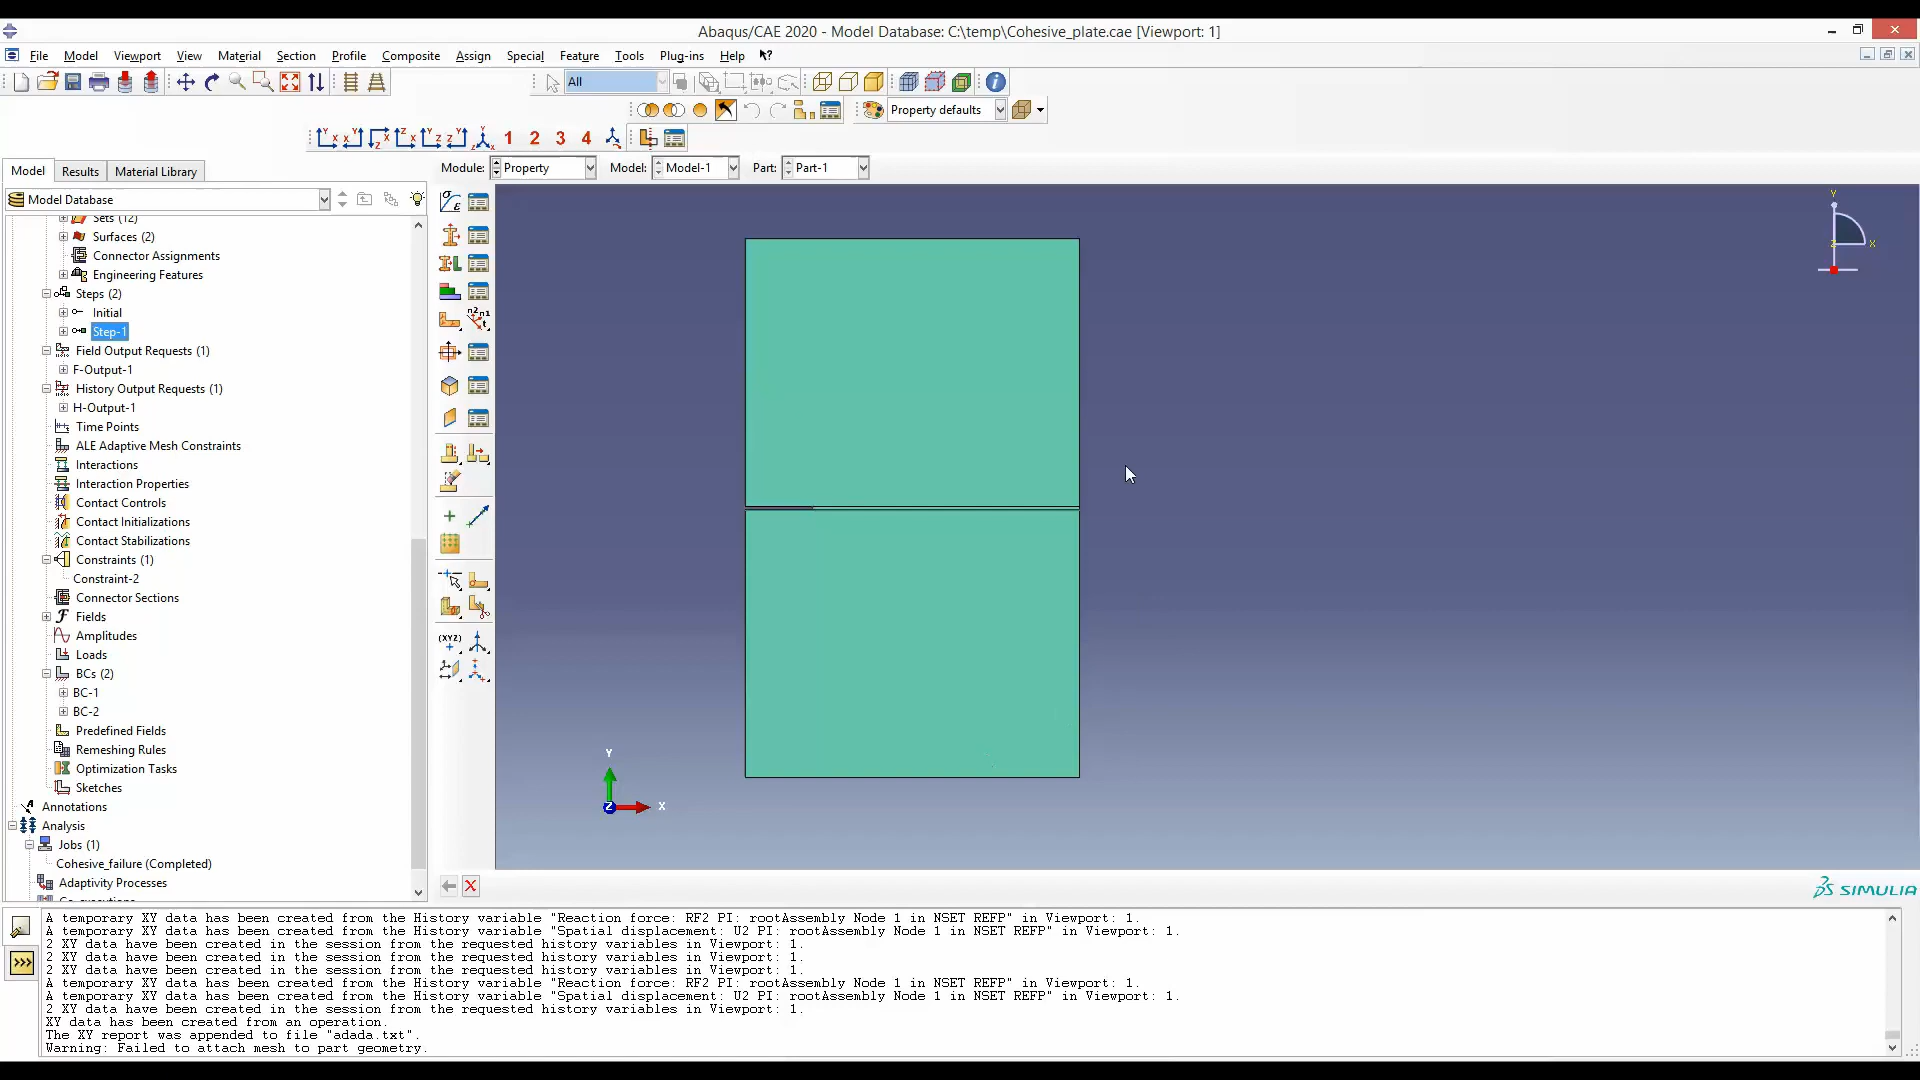 Abaqus/CAE 2020 - Model Database: C:\temp\Cohesive_plate.cae [Viewport: 1]
File Model Viewport View Material Section Profile Composite Assign Special Feature Tools Plug-ins Help
All
Property defaults
1 2 3 4
Model Results Material Library
Module: Property Model: Model-1 Part: Part-1
Model Database
Sets (12)
Surfaces (2)
Connector Assignments
Engineering Features
Steps (2)
Initial
Step-1
Field Output Requests (1)
F-Output-1
History Output Requests (1)
H-Output-1
Time Points
ALE Adaptive Mesh Constraints
Interactions
Interaction Properties
Contact Controls
Contact Initializations
Contact Stabilizations
Constraints (1)
Constraint-2
Connector Sections
Fields
Amplitudes
Loads
BCs (2)
BC-1
BC-2
Predefined Fields
Remeshing Rules
Optimization Tasks
Sketches
Annotations
Analysis
Jobs (1)
Cohesive_failure (Completed)
Adaptivity Processes
(XYZ)
Y
X
Z
Y
X
Z
SIMULIA
A temporary XY data has been created from the History variable "Reaction force: RF2 PI: rootAssembly Node 1 in NSET REFP" in Viewport: 1.
A temporary XY data has been created from the History variable "Spatial displacement: U2 PI: rootAssembly Node 1 in NSET REFP" in Viewport: 1.
2 XY data have been created in the session from the requested history variables in Viewport: 1.
2 XY data have been created in the session from the requested history variables in Viewport: 1.
2 XY data have been created in the session from the requested history variables in Viewport: 1.
A temporary XY data has been created from the History variable "Reaction force: RF2 PI: rootAssembly Node 1 in NSET REFP" in Viewport: 1.
A temporary XY data has been created from the History variable "Spatial displacement: U2 PI: rootAssembly Node 1 in NSET REFP" in Viewport: 1.
2 XY data have been created in the session from the requested history variables in Viewport: 1.
XY data has been created from an operation.
The XY report was appended to file "adada.txt".
Warning: Failed to attach mesh to part geometry.